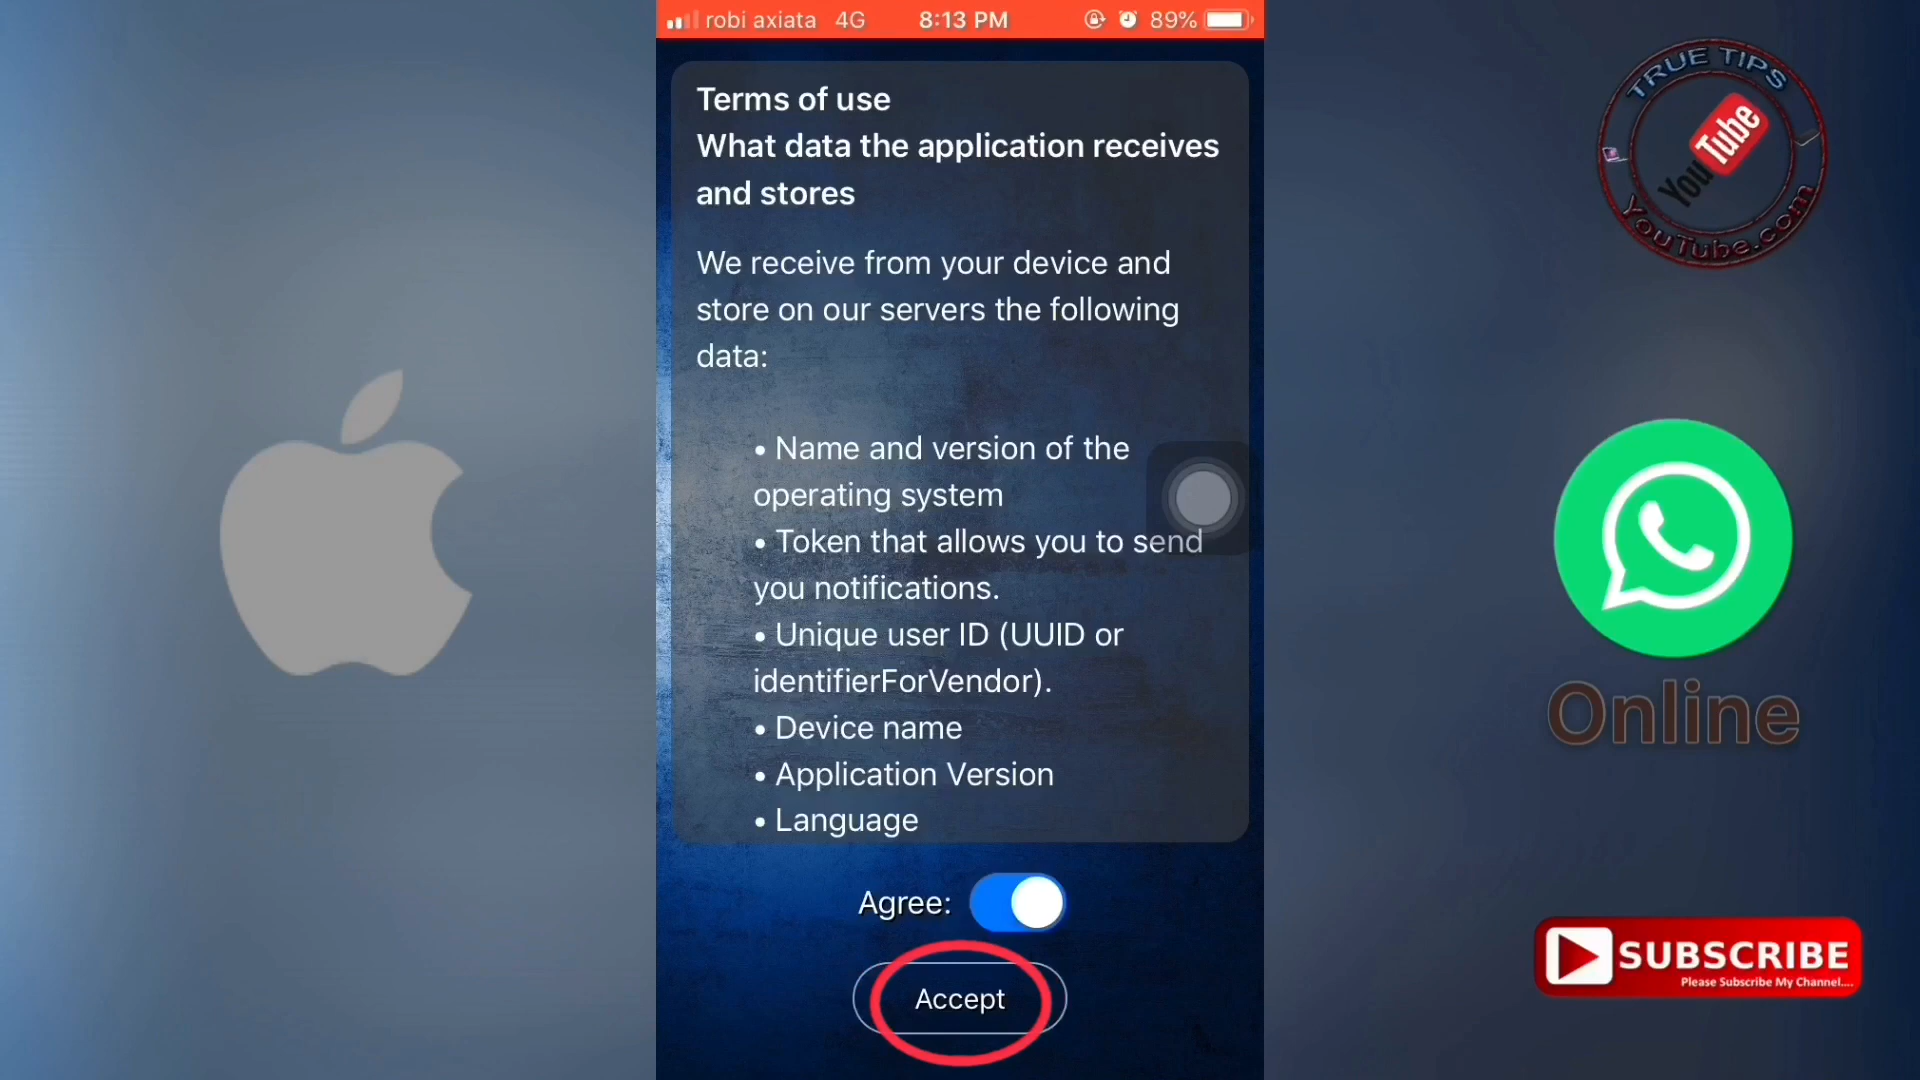 robi axiata 4G 8:13 PM 89%
Terms of use
What data the application receives
and stores
We receive from your device and
store on our servers the following
data:
• Name and version of the
operating system
• Token that allows you to send
you notifications.
• Unique user ID (UUID or
identifierForVendor).
• Device name
• Application Version
• Language
Agree:
Accept
TRUE TIPS
YouTube
YouTube.com
Online
SUBSCRIBE
Please Subscribe My Channel....